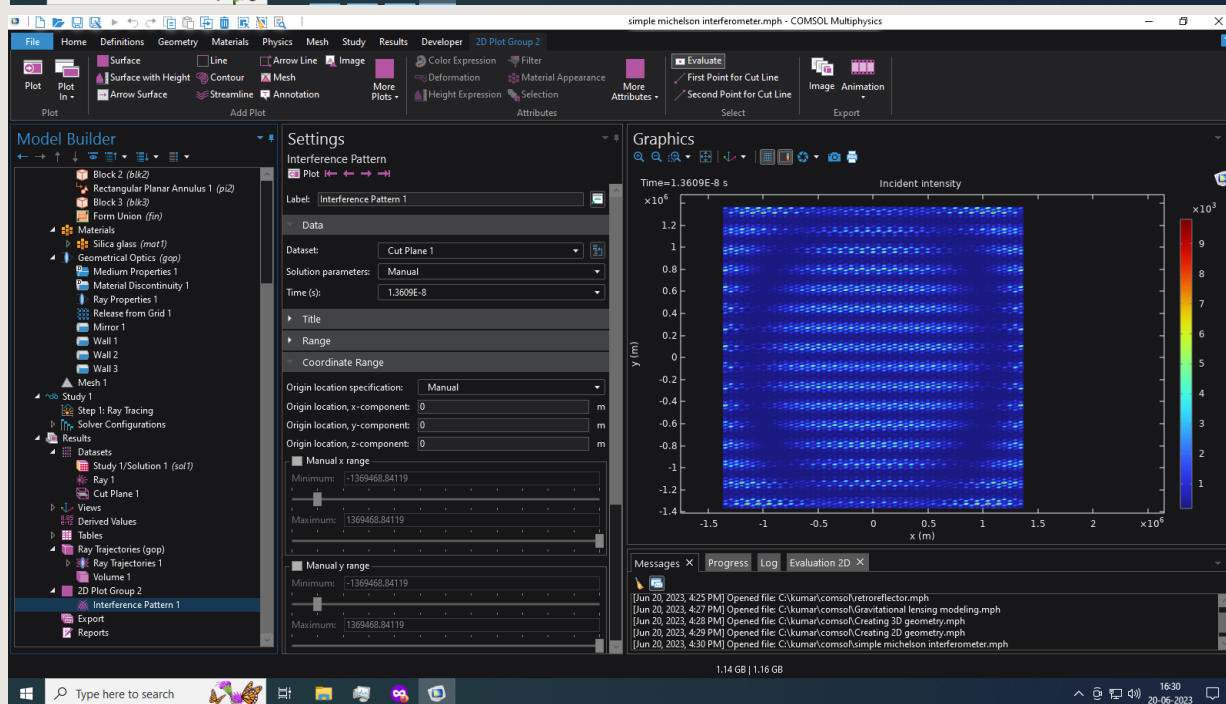 simple michelson interferometer.mph - COMSOL Multiphysics
File Home Definitions Geometry Materials Physics Mesh Study Results Developer 2D Plot Group 2
Plot
Plot In
Plot
Surface
Surface with Height
Arrow Surface
Line
Contour
Streamline
Arrow Line
Mesh
Annotation
Image
More Plots
Add Plot
Color Expression
Deformation
Height Expression
Filter
Material Appearance
Selection
More Attributes
Attributes
Evaluate
First Point for Cut Line
Second Point for Cut Line
Select
Image
Animation
Export
Model Builder
Block 2 (blk2)
Rectangular Planar Annulus 1 (pi2)
Block 3 (blk3)
Form Union (fin)
Materials
Silica glass (mat1)
Geometrical Optics (gop)
Medium Properties 1
Material Discontinuity 1
Ray Properties 1
Release from Grid 1
Mirror 1
Wall 1
Wall 2
Wall 3
Mesh 1
Study 1
Step 1: Ray Tracing
Solver Configurations
Results
Datasets
Study 1/Solution 1 (sol1)
Ray 1
Cut Plane 1
Views
Derived Values
Tables
Ray Trajectories (gop)
Ray Trajectories 1
Volume 1
2D Plot Group 2
Interference Pattern 1
Export
Reports
Settings
Interference Pattern
Plot
Label: Interference Pattern 1
Data
Dataset: Cut Plane 1
Solution parameters: Manual
Time (s): 1.3609E-8
Title
Range
Coordinate Range
Origin location specification: Manual
Origin location, x-component: 0 m
Origin location, y-component: 0 m
Origin location, z-component: 0 m
Manual x range
Minimum: -1369468.84119
Maximum: 1369468.84119
Manual y range
Minimum: -1369468.84119
Maximum: 1369468.84119
Graphics
Time=1.3609E-8 s Incident intensity
×10⁶
1.2
1
0.8
0.6
0.4
0.2
0
-0.2
-0.4
-0.6
-0.8
-1
-1.2
-1.4
y (m)
-1.5 -1 -0.5 0 0.5 1 1.5 2 ×10⁶
x (m)
×10³
9
8
7
6
5
4
3
2
1
Messages Progress Log Evaluation 2D
[Jun 20, 2023, 4:25 PM] Opened file: C:\kumar\comsol\retroreflector.mph
[Jun 20, 2023, 4:27 PM] Opened file: C:\kumar\comsol\Gravitational lensing modeling.mph
[Jun 20, 2023, 4:28 PM] Opened file: C:\kumar\comsol\Creating 3D geometry.mph
[Jun 20, 2023, 4:29 PM] Opened file: C:\kumar\comsol\Creating 2D geometry.mph
[Jun 20, 2023, 4:30 PM] Opened file: C:\kumar\comsol\simple michelson interferometer.mph
1.14 GB | 1.16 GB
Type here to search
16:30
20-06-2023